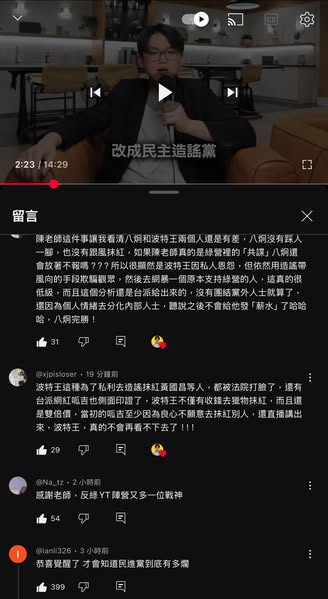 改成民主造謠黨
2:23 / 14:29
留言
陳老師這件事讓我看清八炯和波特王兩個人還是有差，八炯沒有踩人
一腳，也沒有跟風抹紅，如果陳老師真的是綠營裡的「共諜」八炯還
會放著不報嗎？？？所以很顯然是波特王因私人恩怨，但依然用造謠帶
風向的手段欺騙觀眾，然後去網暴一個原本支持綠營的人，這真的很
低級，而且這個分析還是台派給出來的，沒有團結黨外人士就算了，
還因為個人情緒去分化內部人士，聽說之後不會給他發「薪水」了哈哈
哈，八炯完勝！
31
@xjpisloser • 19 分鐘前
波特王這種為了私利去造謠抹紅黃國昌等人，都被法院打臉了，還有
台派網紅呱吉也側面印證了，波特王不僅有收錢去獵物抹紅，而且還
是雙倍價，當初的呱吉至少因為良心不願意去抹紅別人，還直播講出
來，波特王，真的不會再看不下去了！！！
29
@Na_tz • 2 小時前
感謝老師，反綠YT陣營又多一位戰神
54
i
@ianli326 • 3 小時前
恭喜覺醒了 才會知道民進黨到底有多爛
399